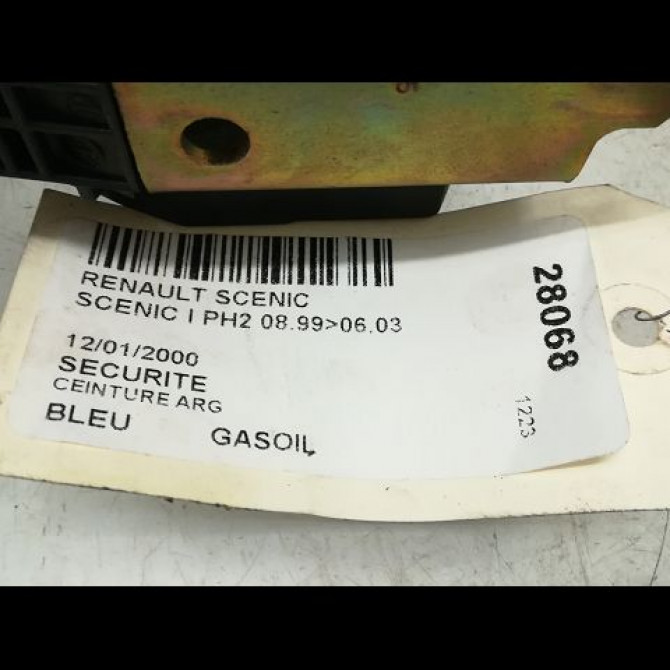 RENAULT SCENIC
SCENIC I PH2 08.99>06.03
12/01/2000
SECURITE
CEINTURE ARG
BLEU GASOIL
28068
1223